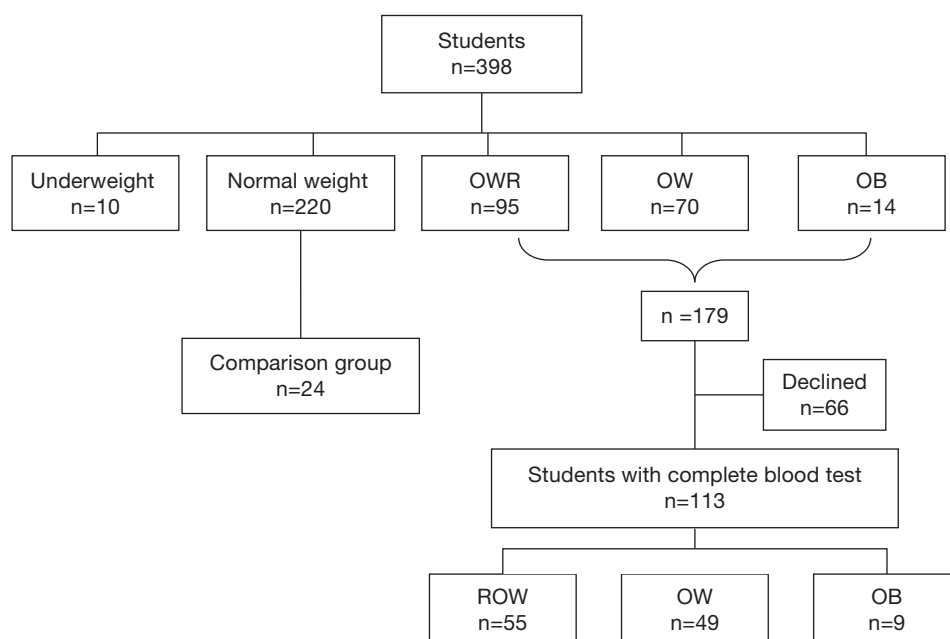 Students
n=398
Underweight
n=10
Normal weight
n=220
OWR
n=95
OW
n=70
OB
n=14
n =179
Comparison group
n=24
Declined
n=66
Students with complete blood test
n=113
ROW
n=55
OW
n=49
OB
n=9